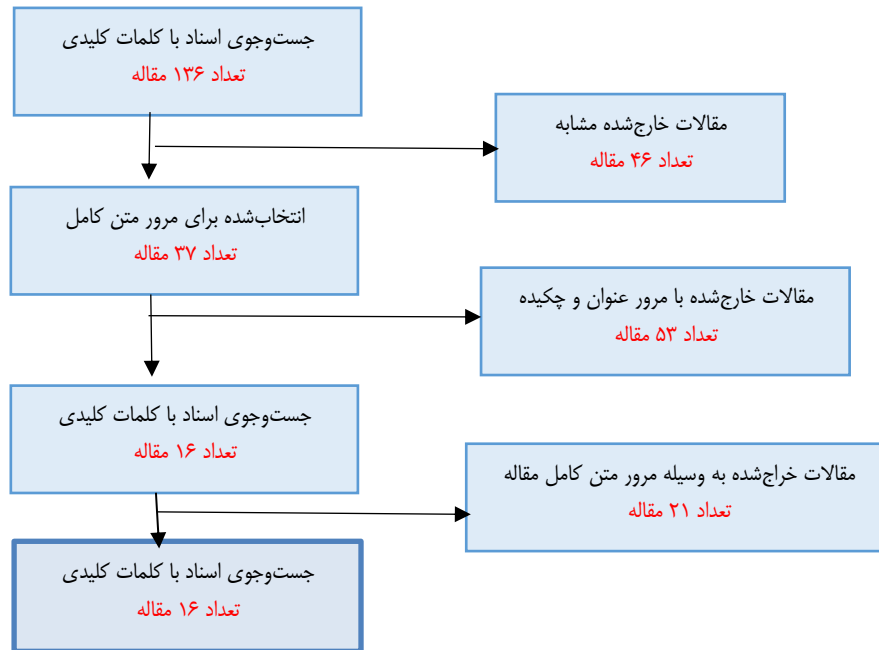 جست‌وجوی اسناد با کلمات کلیدی
تعداد ۱۳۶ مقاله
مقالات خارج‌شده مشابه
تعداد ۴۶ مقاله
انتخاب‌شده برای مرور متن کامل
تعداد ۳۷ مقاله
مقالات خارج‌شده با مرور عنوان و چکیده
تعداد ۵۳ مقاله
جست‌وجوی اسناد با کلمات کلیدی
تعداد ۱۶ مقاله
مقالات خراج‌شده به وسیله مرور متن کامل مقاله
تعداد ۲۱ مقاله
جست‌وجوی اسناد با کلمات کلیدی
تعداد ۱۶ مقاله